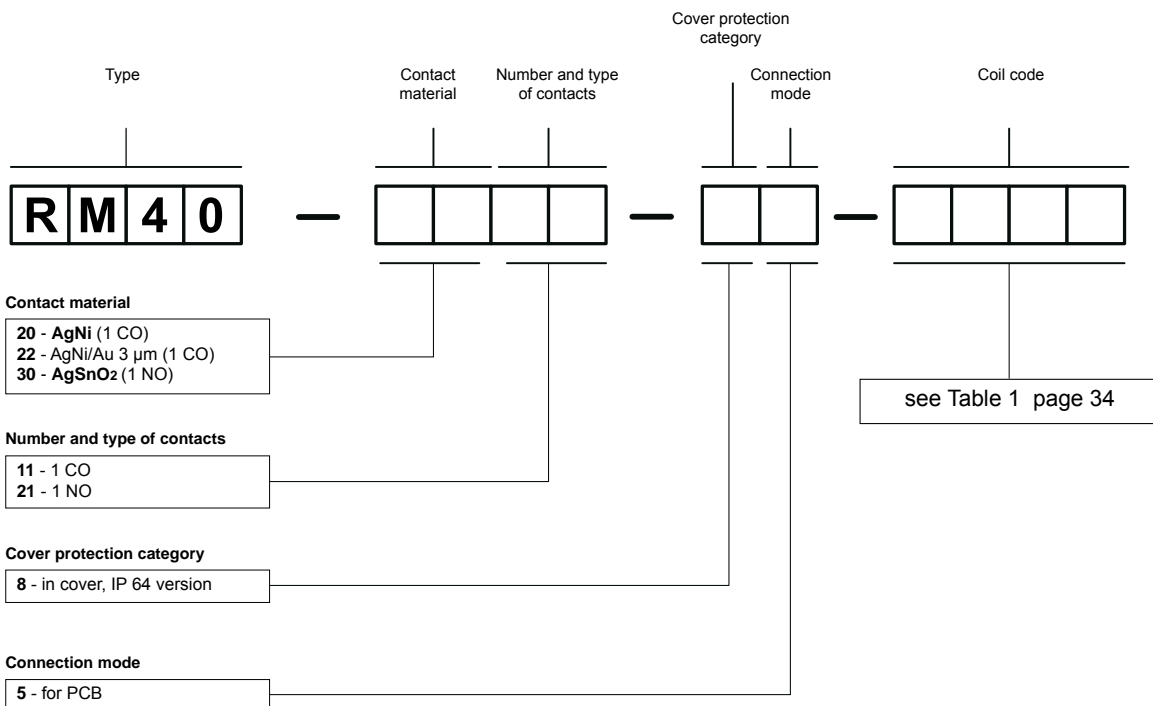 Cover protection
category
Type
Contact
material
Number and type
of contacts
Connection
mode
Coil code
RM40 — — —
Contact material
20 - AgNi (1 CO)
22 - AgNi/Au 3 µm (1 CO)
30 - AgSnO2 (1 NO)
see Table 1 page 34
Number and type of contacts
11 - 1 CO
21 - 1 NO
Cover protection category
8 - in cover, IP 64 version
Connection mode
5 - for PCB